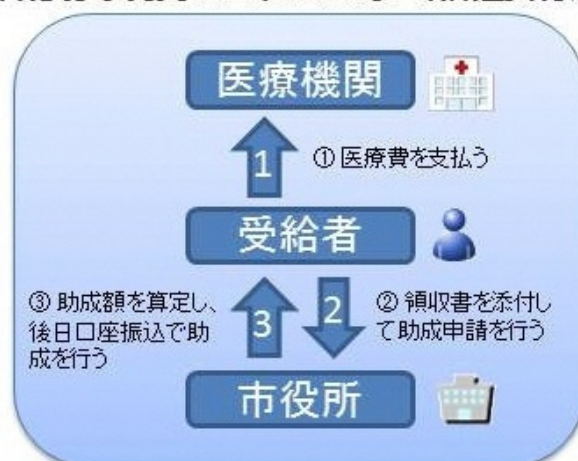 医療機関
1
① 医療費を支払う
受給者
③ 助成額を算定し、
後日口座振込で助
成を行う
3
2
② 領収書を添付し
て助成申請を行う
市役所